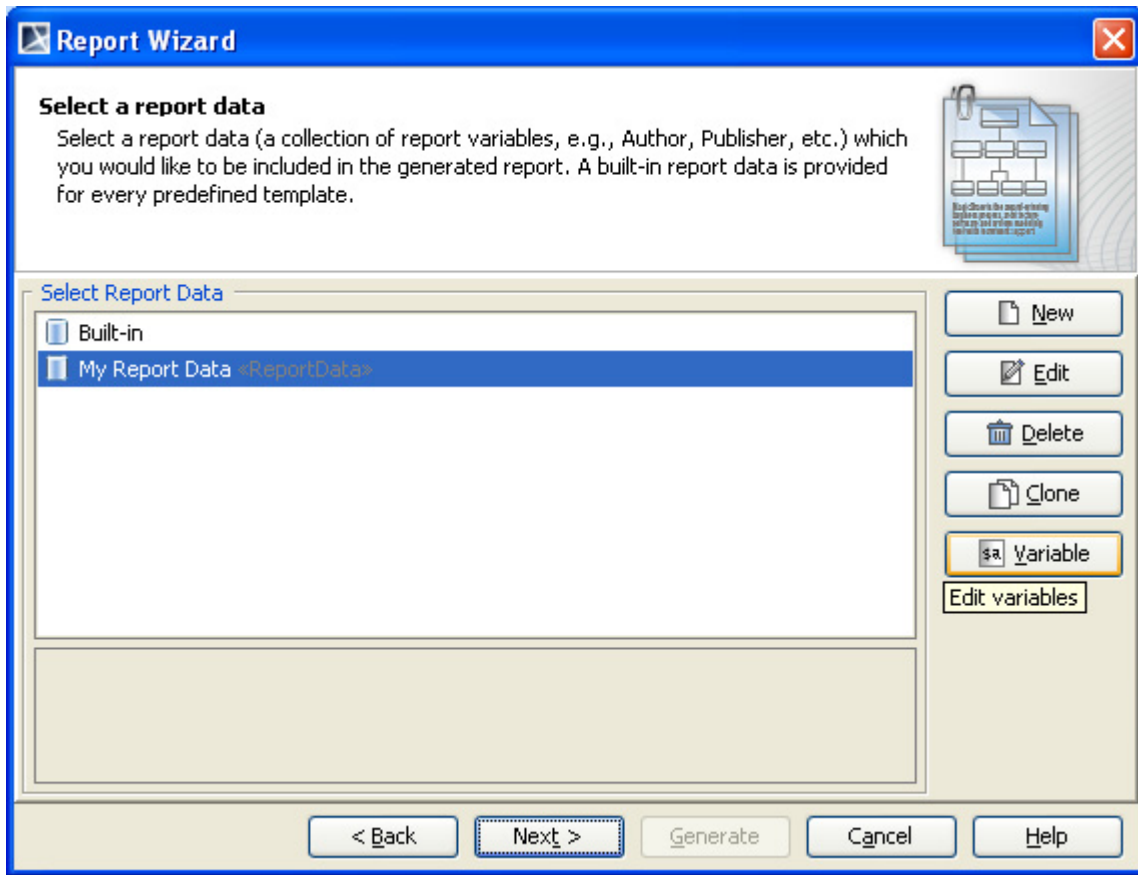 Report Wizard
Select a report data
Select a report data (a collection of report variables, e.g., Author, Publisher, etc.) which
you would like to be included in the generated report. A built-in report data is provided
for every predefined template.
Select Report Data
Built-in
My Report Data «ReportData»
New
Edit
Delete
Clone
$a Variable
Edit variables
< Back
Next >
Generate
Cancel
Help